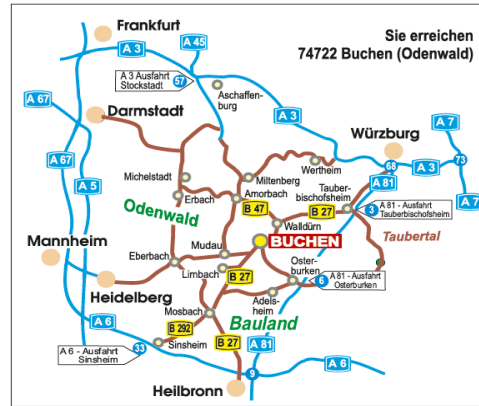 Sie erreichen
74722 Buchen (Odenwald)
Frankfurt
A 3
A 45
A 3 Ausfahrt
Stockstadt
57
Aschaffen-
burg
A 67
Darmstadt
A 3
A 7
Würzburg
A 67
A 5
Michelstadt
Erbach
Miltenberg
Amorbach
Wertheim
68
A 3
73
A 81
A 7
Tauber-
bischofsheim
Odenwald
B 47
B 27
3
A 81 - Ausfahrt
Tauberbischofsheim
Walldürn
Taubertal
Mannheim
Mudau
BUCHEN
Eberbach
Limbach
B 27
Oster-
burken
6
A 81 - Ausfahrt
Osterburken
Heidelberg
Adels-
heim
Mosbach
Bauland
A 6
B 292
Sinsheim
B 27
A 81
A 6 - Ausfahrt
Sinsheim
33
9
A 6
Heilbronn